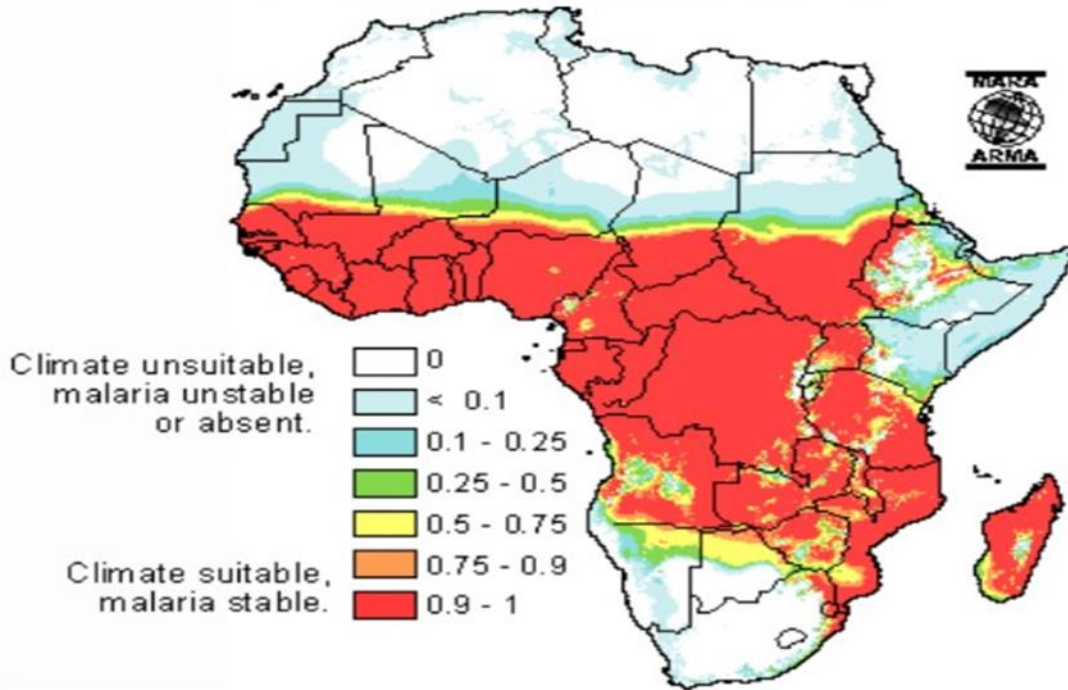 MARA
ARMA
Climate unsuitable,
malaria unstable
or absent.
0
< 0.1
0.1 - 0.25
0.25 - 0.5
0.5 - 0.75
0.75 - 0.9
Climate suitable,
malaria stable.
0.9 - 1